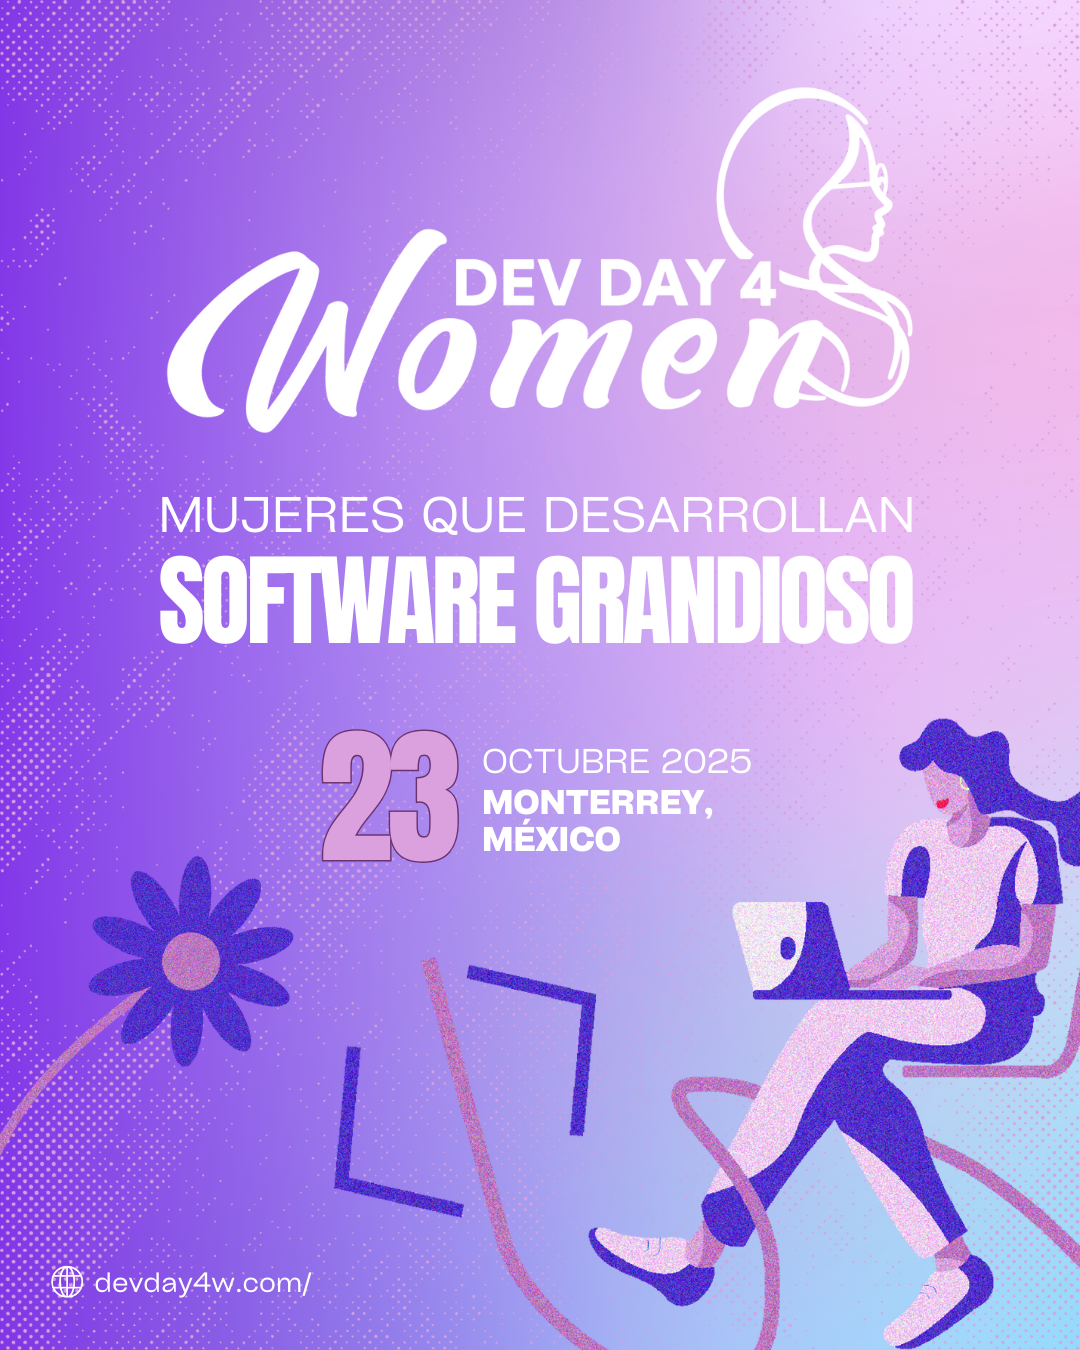 DEV DAY 4
Women
MUJERES QUE DESARROLLAN
SOFTWARE GRANDIOSO
23
OCTUBRE 2025
MONTERREY,
MÉXICO
devday4w.com/